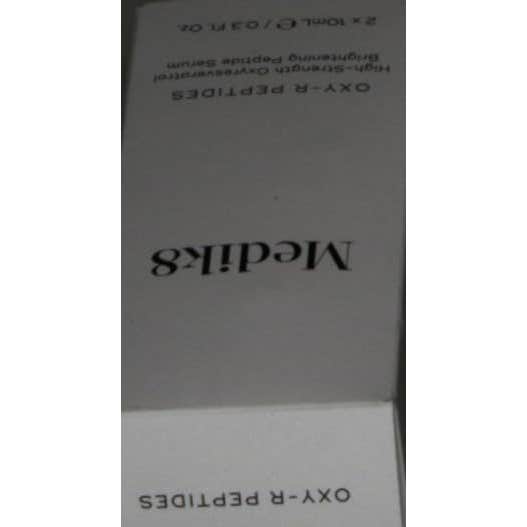 OXY-R PEPTIDES
Medik8
OXY-R PEPTIDES
High-Strength Oxyresveratrol
Brightening Peptide Serum
2 x 10mL ℮ / 0.3 Fl. Oz.